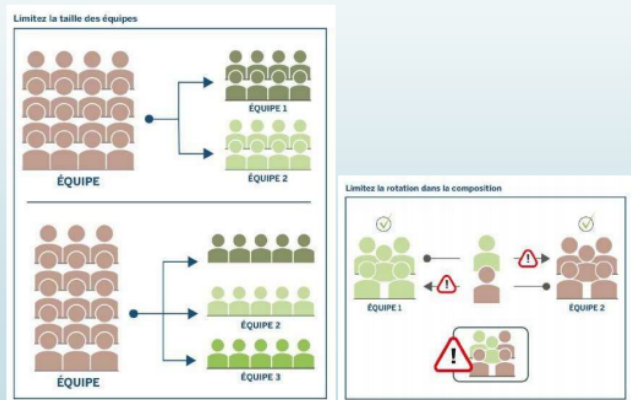 Limitez la taille des équipes
ÉQUIPE 1
ÉQUIPE 2
ÉQUIPE
ÉQUIPE 2
ÉQUIPE 3
ÉQUIPE
Limitez la rotation dans la composition
!
!
ÉQUIPE 1
ÉQUIPE 2
!